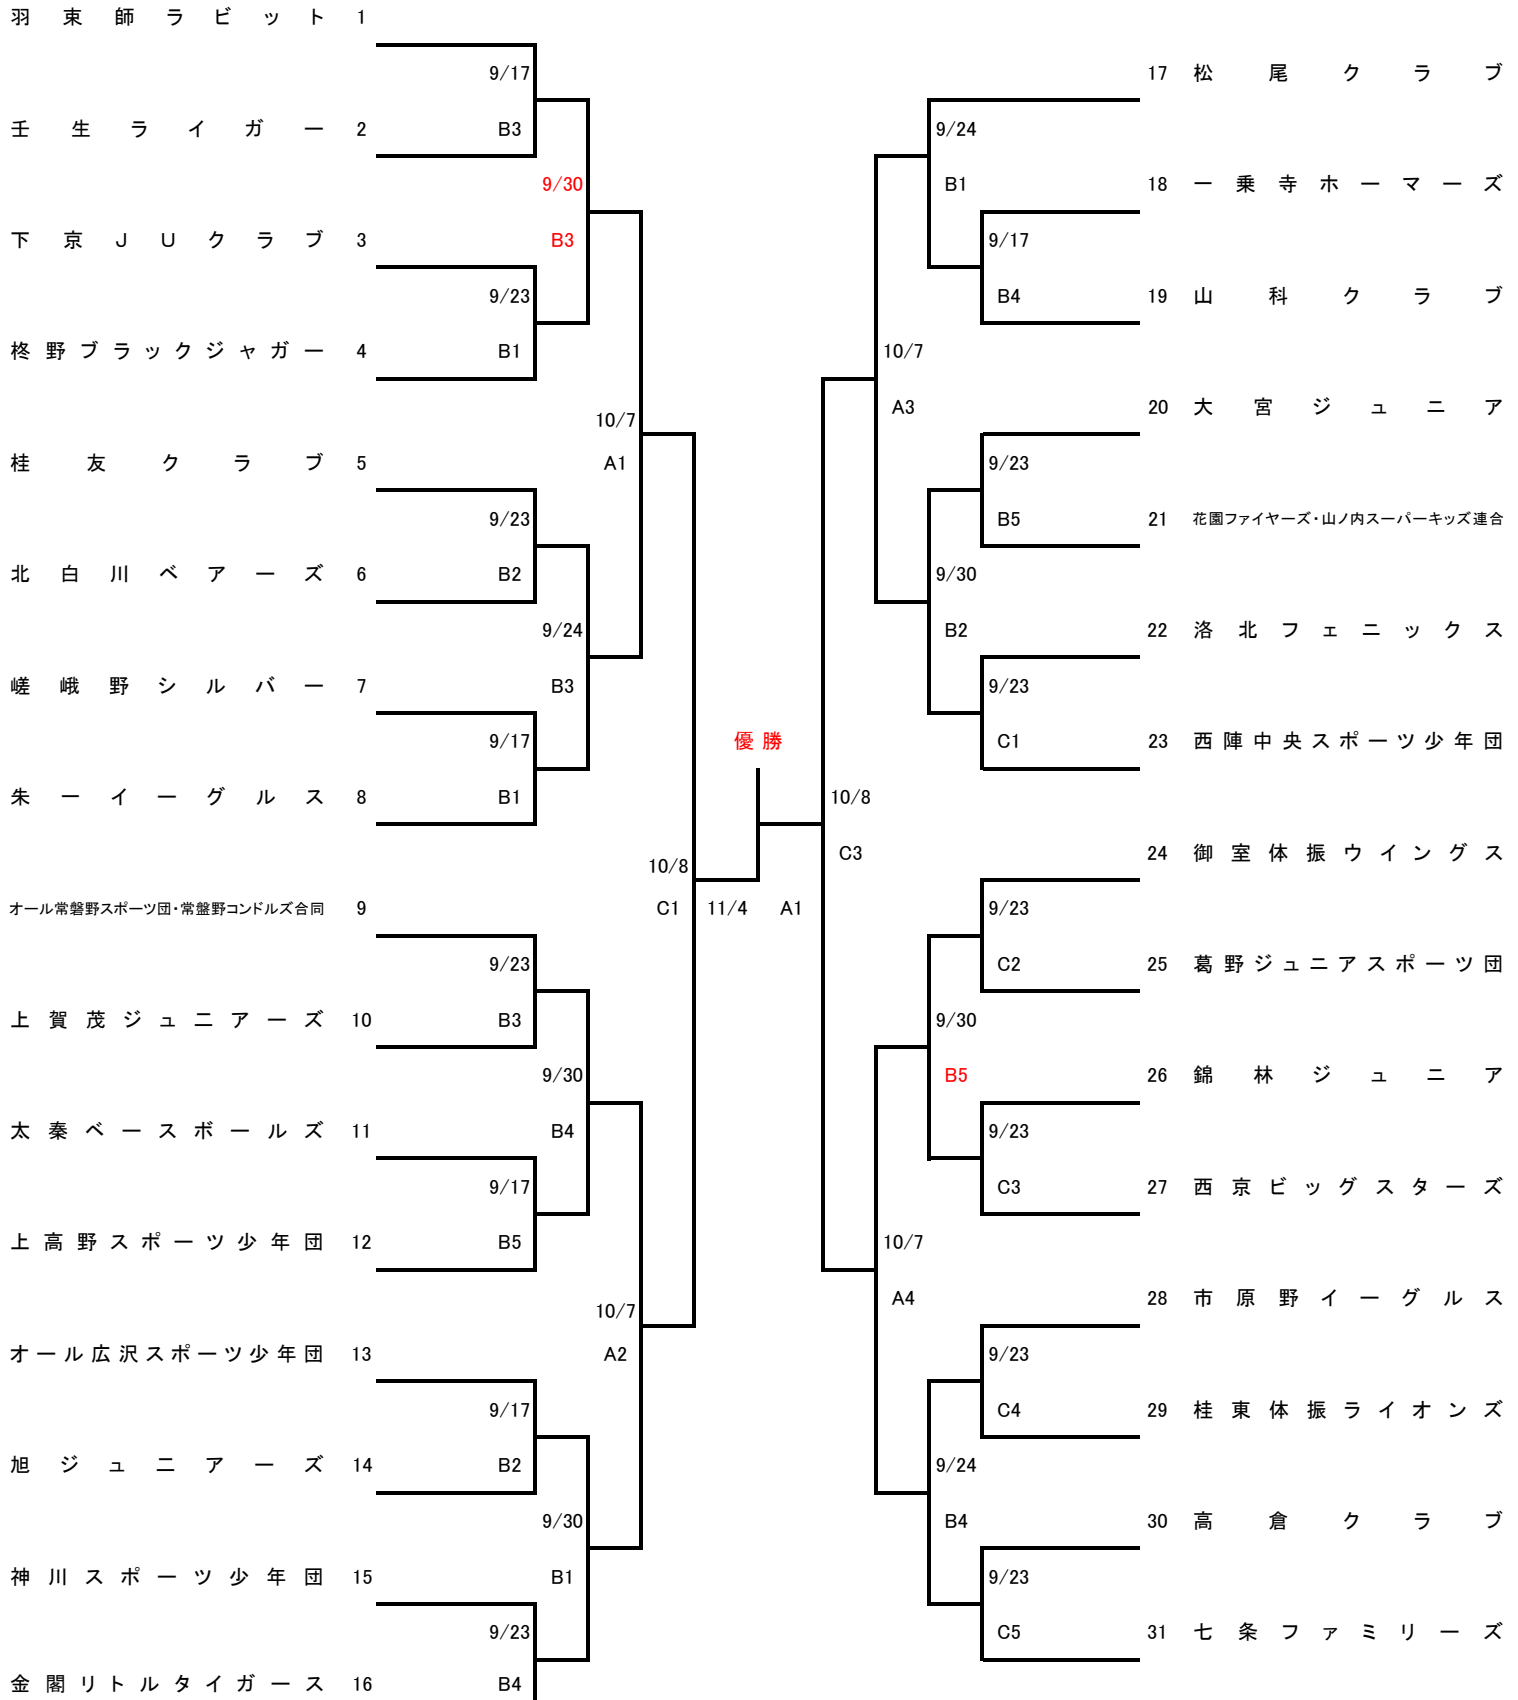 羽束師ラビット 1
9/17
壬生ライガー 2 B3
9/30
下京JUクラブ 3 B3
9/23
柊野ブラックジャガー 4 B1
10/7
桂友クラブ 5 A1
9/23
北白川ベアーズ 6 B2
9/24
嵯峨野シルバー 7 B3
9/17
朱一イーグルス 8 B1
10/8
オール常磐野スポーツ団・常盤野コンドルズ合同 9 C1
9/23
上賀茂ジュニアーズ 10 B3
9/30
太秦ベースボールズ 11 B4
9/17
上高野スポーツ少年団 12 B5
10/7
オール広沢スポーツ少年団 13 A2
9/17
旭ジュニアーズ 14 B2
9/30
神川スポーツ少年団 15 B1
9/23
金閣リトルタイガース 16 B4
優勝
11/4 A1
17 松尾クラブ
9/24
B1 18 一乗寺ホーマーズ
9/17
B4 19 山科クラブ
10/7
A3 20 大宮ジュニア
9/23
B5 21 花園ファイヤーズ・山ノ内スーパーキッズ連合
9/30
B2 22 洛北フェニックス
9/23
C1 23 西陣中央スポーツ少年団
10/8
C3 24 御室体振ウイングス
9/23
C2 25 葛野ジュニアスポーツ団
9/30
B5 26 錦林ジュニア
9/23
C3 27 西京ビッグスターズ
10/7
A4 28 市原野イーグルス
9/23
C4 29 桂東体振ライオンズ
9/24
B4 30 高倉クラブ
9/23
C5 31 七条ファミリーズ